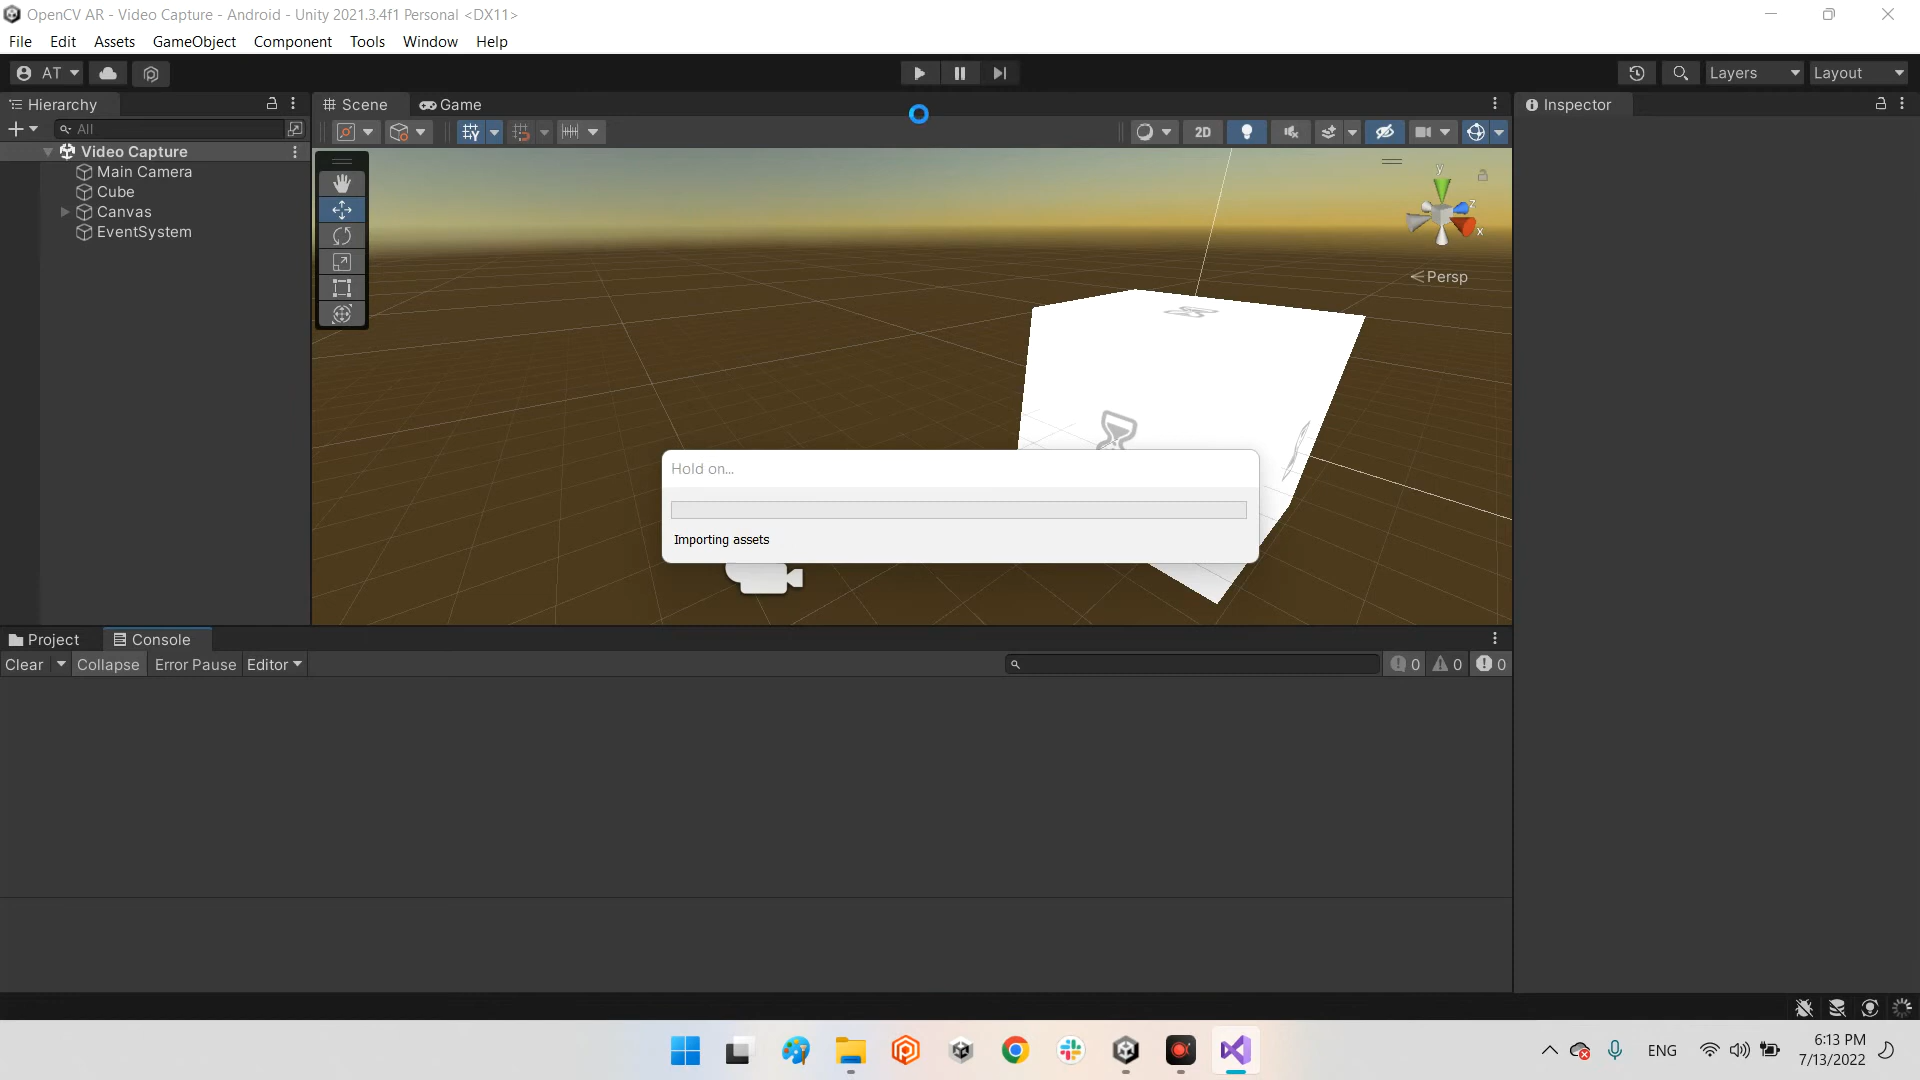 OpenCV AR - Video Capture - Android - Unity 2021.3.4f1 Personal <DX11>
File Edit Assets GameObject Component Tools Window Help
AT
Layers
Layout
Hierarchy
Scene
Game
Inspector
All
2D
Video Capture
Main Camera
Cube
Canvas
EventSystem
y
z
x
Persp
Hold on...
Importing assets
Project
Console
Clear
Collapse
Error Pause
Editor
0
0
0
ENG
6:13 PM
7/13/2022